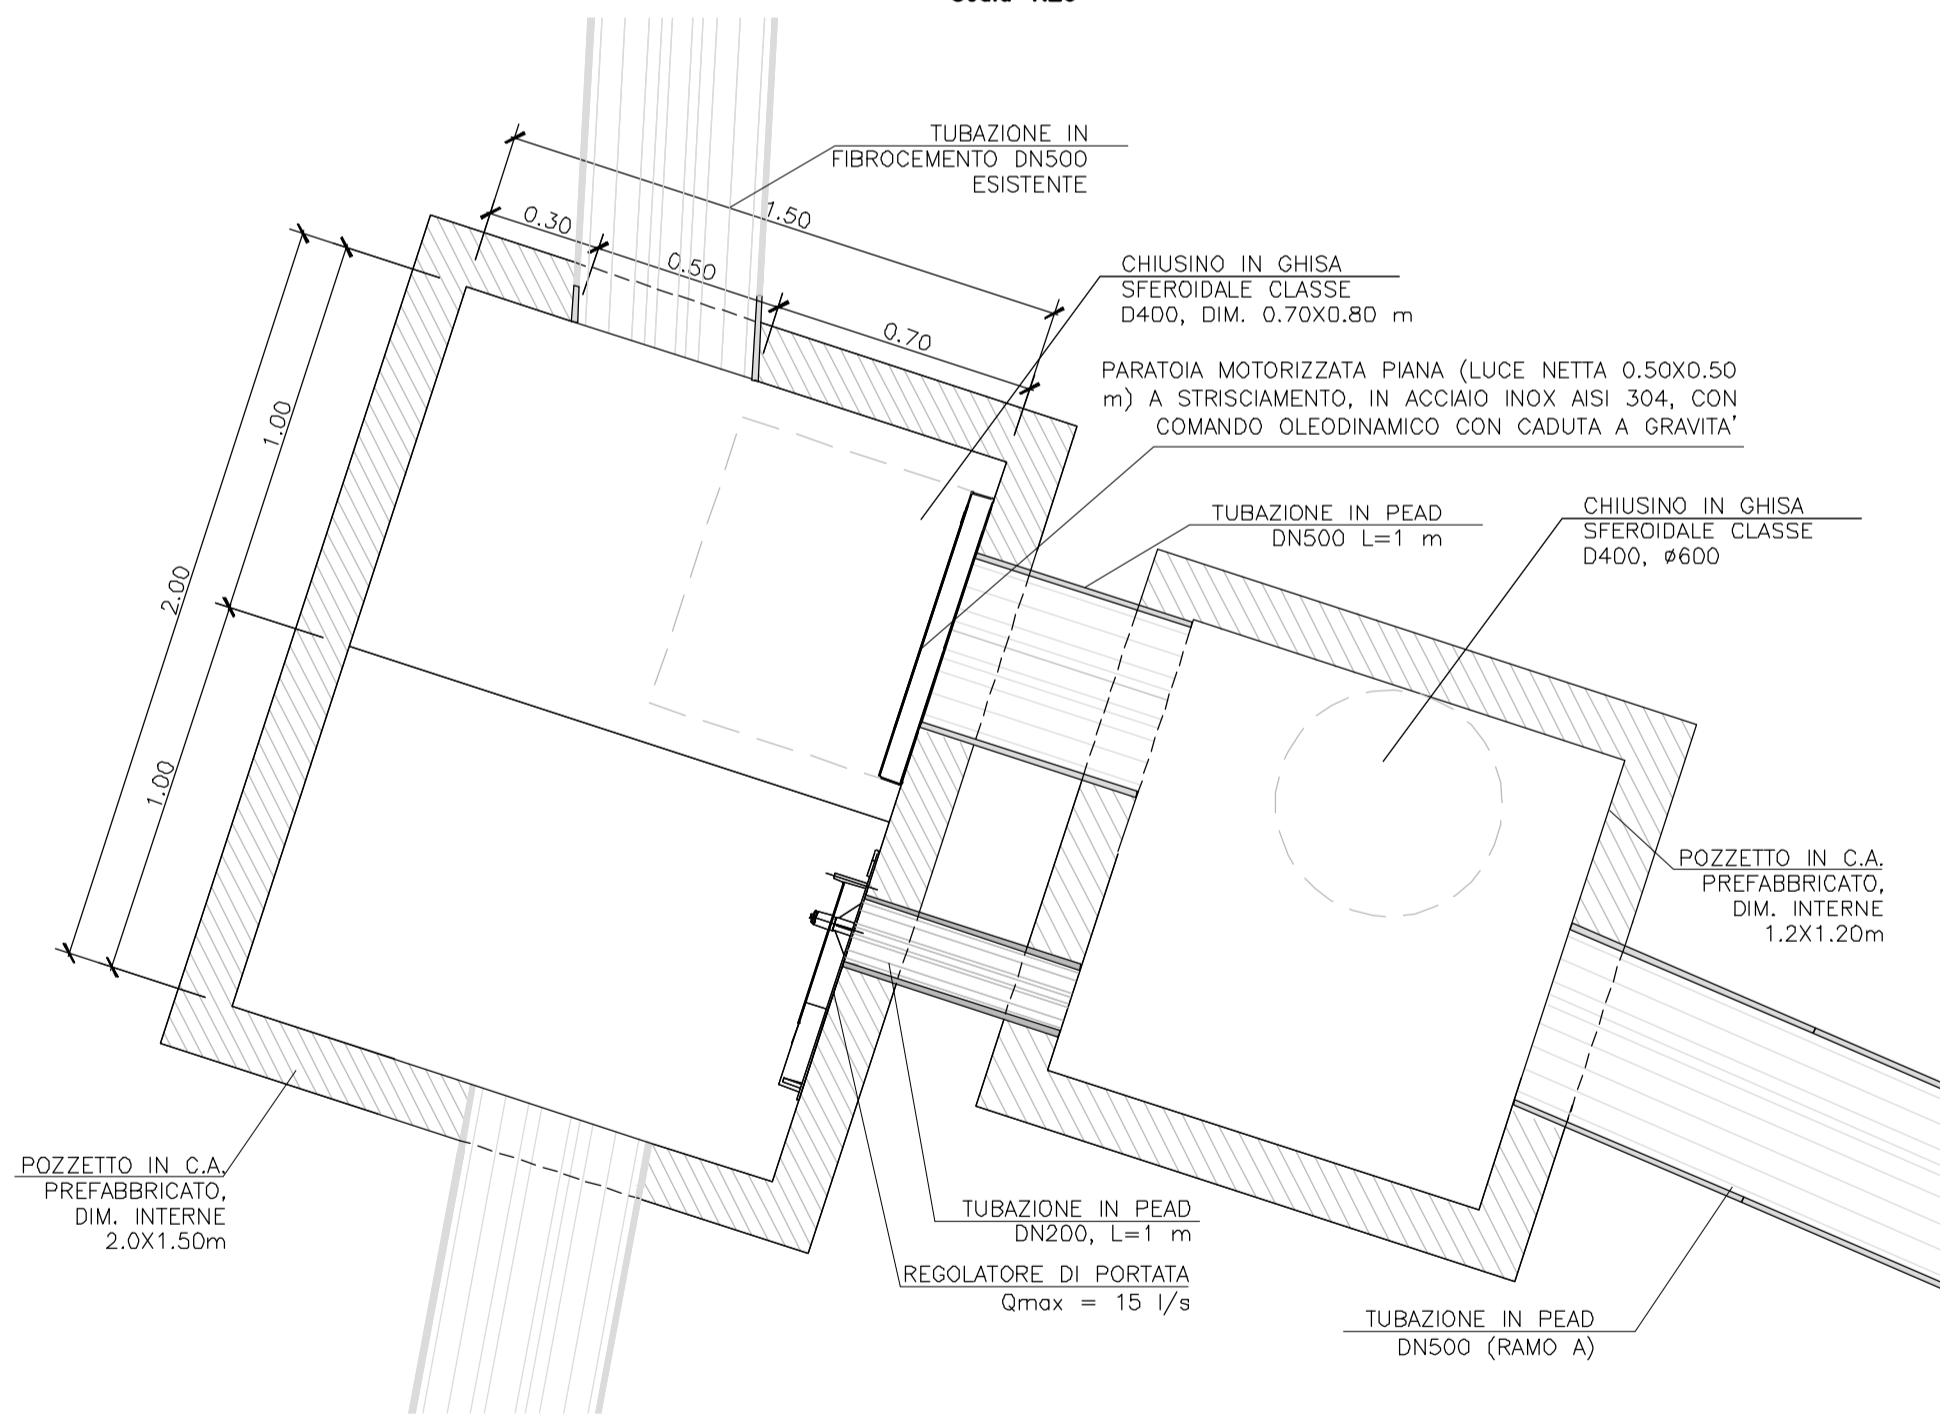 TUBAZIONE IN
FIBROCEMENTO DN500
ESISTENTE
1.50
0.30
0.50
0.70
CHIUSINO IN GHISA
SFEROIDALE CLASSE
D400, DIM. 0.70X0.80 m
PARATOIA MOTORIZZATA PIANA (LUCE NETTA 0.50X0.50
m) A STRISCIAMENTO, IN ACCIAIO INOX AISI 304, CON
COMANDO OLEODINAMICO CON CADUTA A GRAVITA'
TUBAZIONE IN PEAD
DN500 L=1 m
CHIUSINO IN GHISA
SFEROIDALE CLASSE
D400, ø600
1.00
2.00
1.00
POZZETTO IN C.A.
PREFABBRICATO,
DIM. INTERNE
1.2X1.20m
POZZETTO IN C.A.
PREFABBRICATO,
DIM. INTERNE
2.0X1.50m
TUBAZIONE IN PEAD
DN200, L=1 m
REGOLATORE DI PORTATA
Qmax = 15 l/s
TUBAZIONE IN PEAD
DN500 (RAMO A)